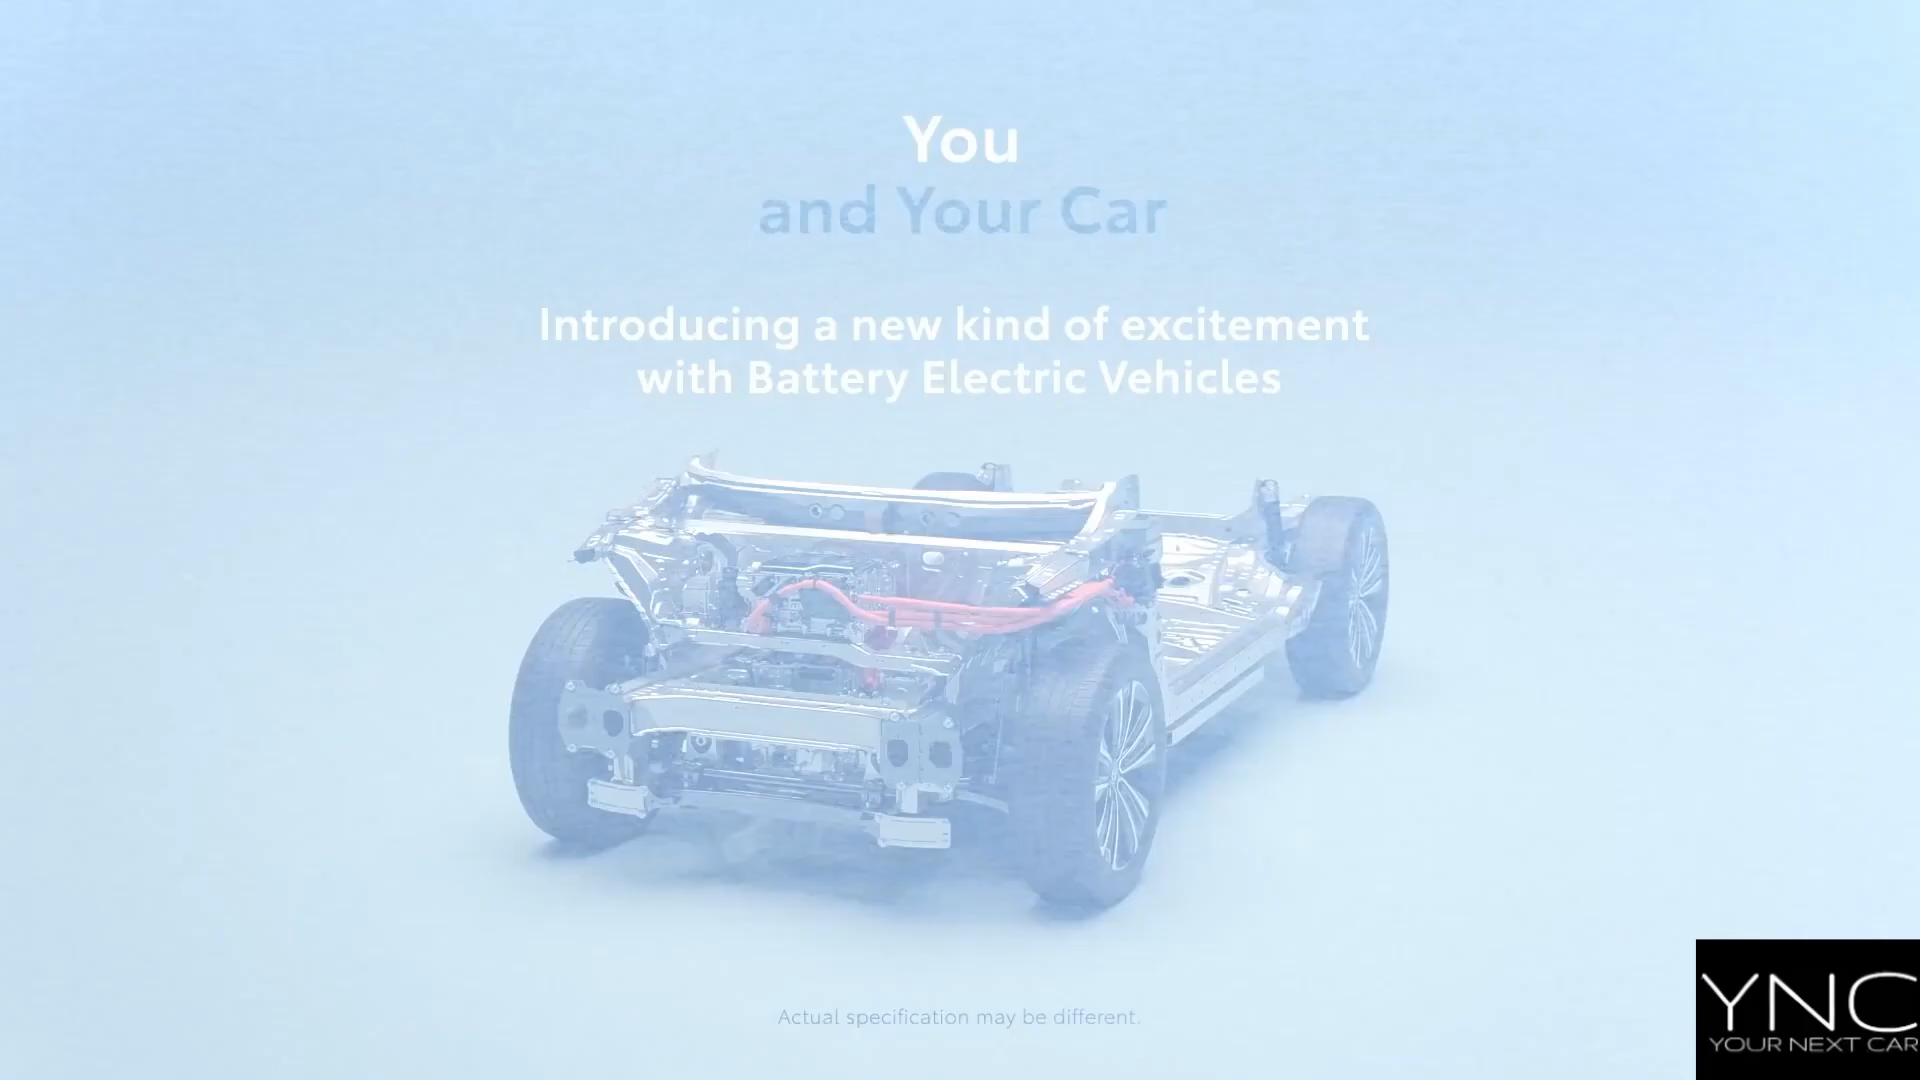 You
and Your Car
Introducing a new kind of excitement
with Battery Electric Vehicles
Actual specification may be different.
YNC
YOUR NEXT CAR